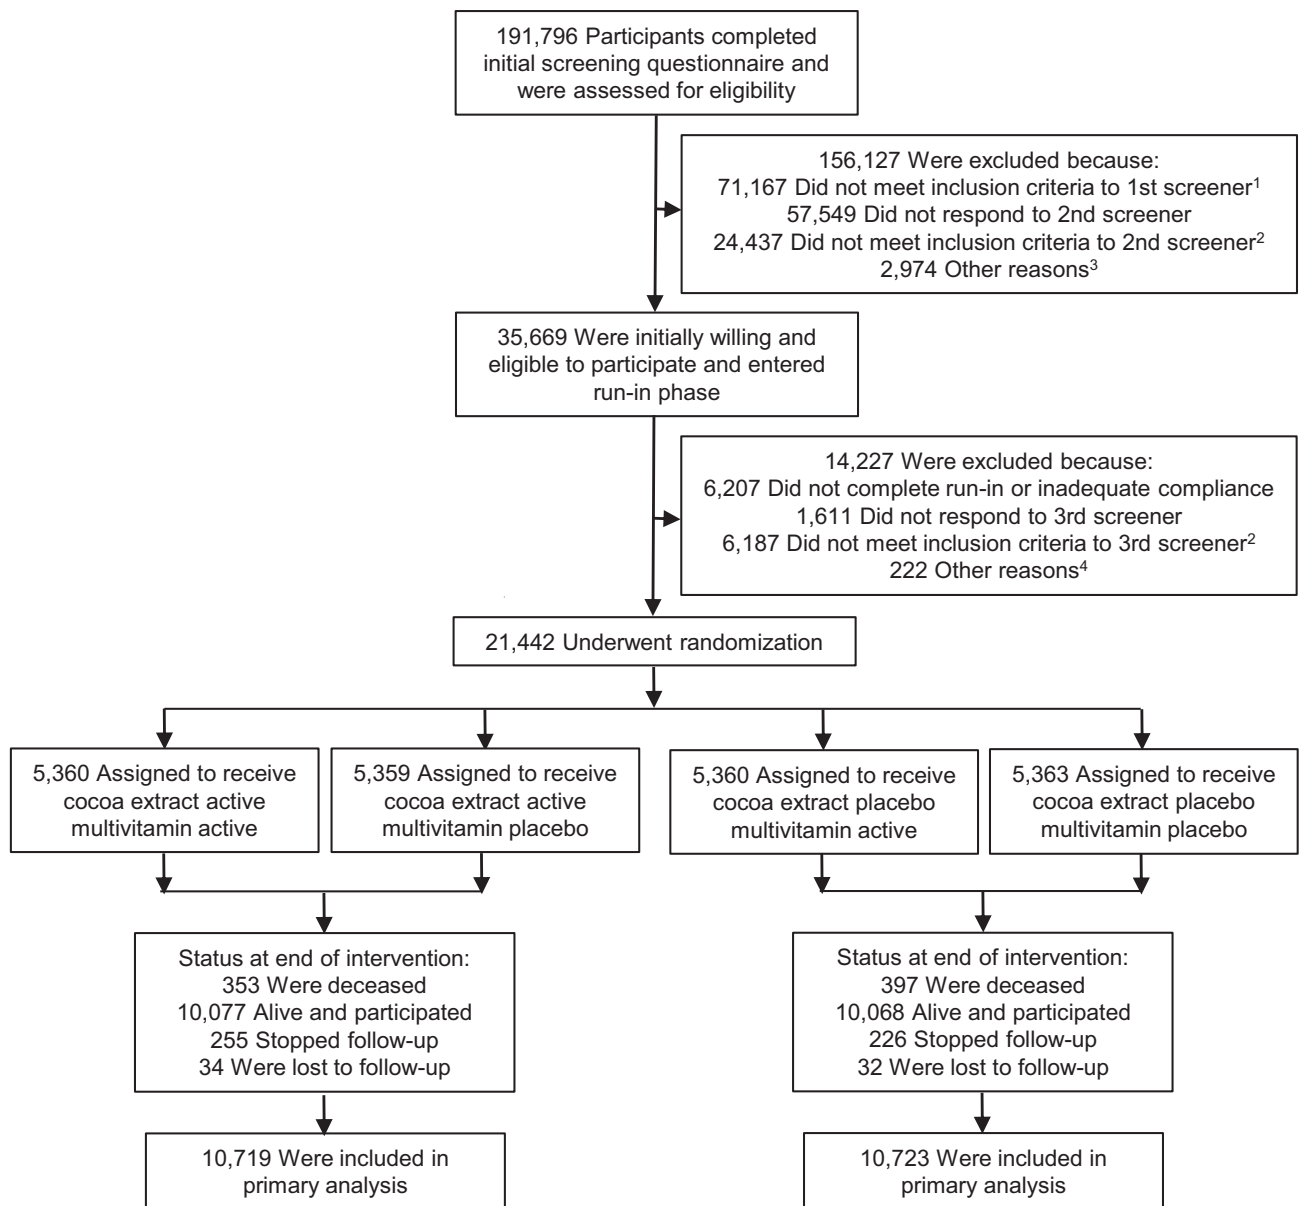 191,796 Participants completed
initial screening questionnaire and
were assessed for eligibility
156,127 Were excluded because:
71,167 Did not meet inclusion criteria to 1st screener¹
57,549 Did not respond to 2nd screener
24,437 Did not meet inclusion criteria to 2nd screener²
2,974 Other reasons³
35,669 Were initially willing and
eligible to participate and entered
run-in phase
14,227 Were excluded because:
6,207 Did not complete run-in or inadequate compliance
1,611 Did not respond to 3rd screener
6,187 Did not meet inclusion criteria to 3rd screener²
222 Other reasons⁴
21,442 Underwent randomization
5,360 Assigned to receive
cocoa extract active
multivitamin active
5,359 Assigned to receive
cocoa extract active
multivitamin placebo
5,360 Assigned to receive
cocoa extract placebo
multivitamin active
5,363 Assigned to receive
cocoa extract placebo
multivitamin placebo
Status at end of intervention:
353 Were deceased
10,077 Alive and participated
255 Stopped follow-up
34 Were lost to follow-up
Status at end of intervention:
397 Were deceased
10,068 Alive and participated
226 Stopped follow-up
32 Were lost to follow-up
10,719 Were included in
primary analysis
10,723 Were included in
primary analysis